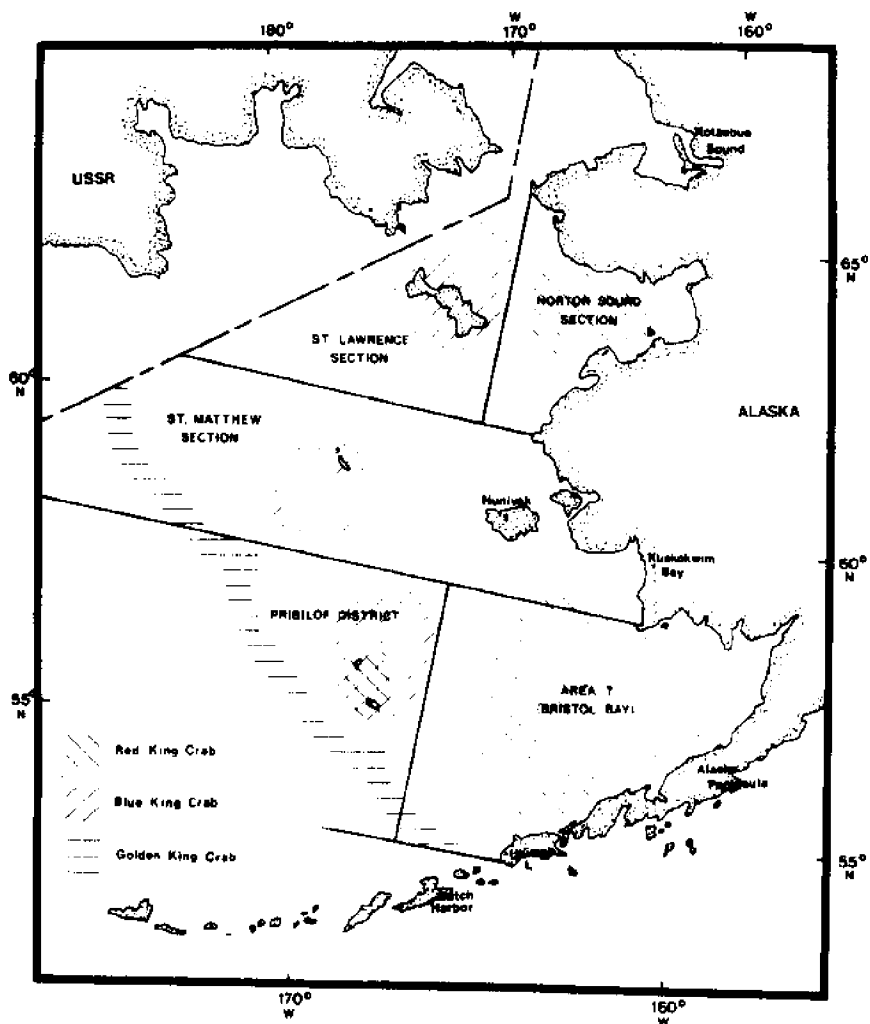 180°
W
170°
W
160°
Kotzebue
Sound
USSR
65°
NORTON SOUND
SECTION
ST. LAWRENCE
SECTION
60°
N
ST. MATTHEW
SECTION
ALASKA
Nunivak
I
60°
N
Kuskokwim
Bay
PRIBILOF DISTRICT
55°
N
AREA T
(BRISTOL BAY)
Red King Crab
Alaska
Peninsula
Blue King Crab
Golden King Crab
55°
N
I.
Dutch
Harbor
170°
W
160°
W